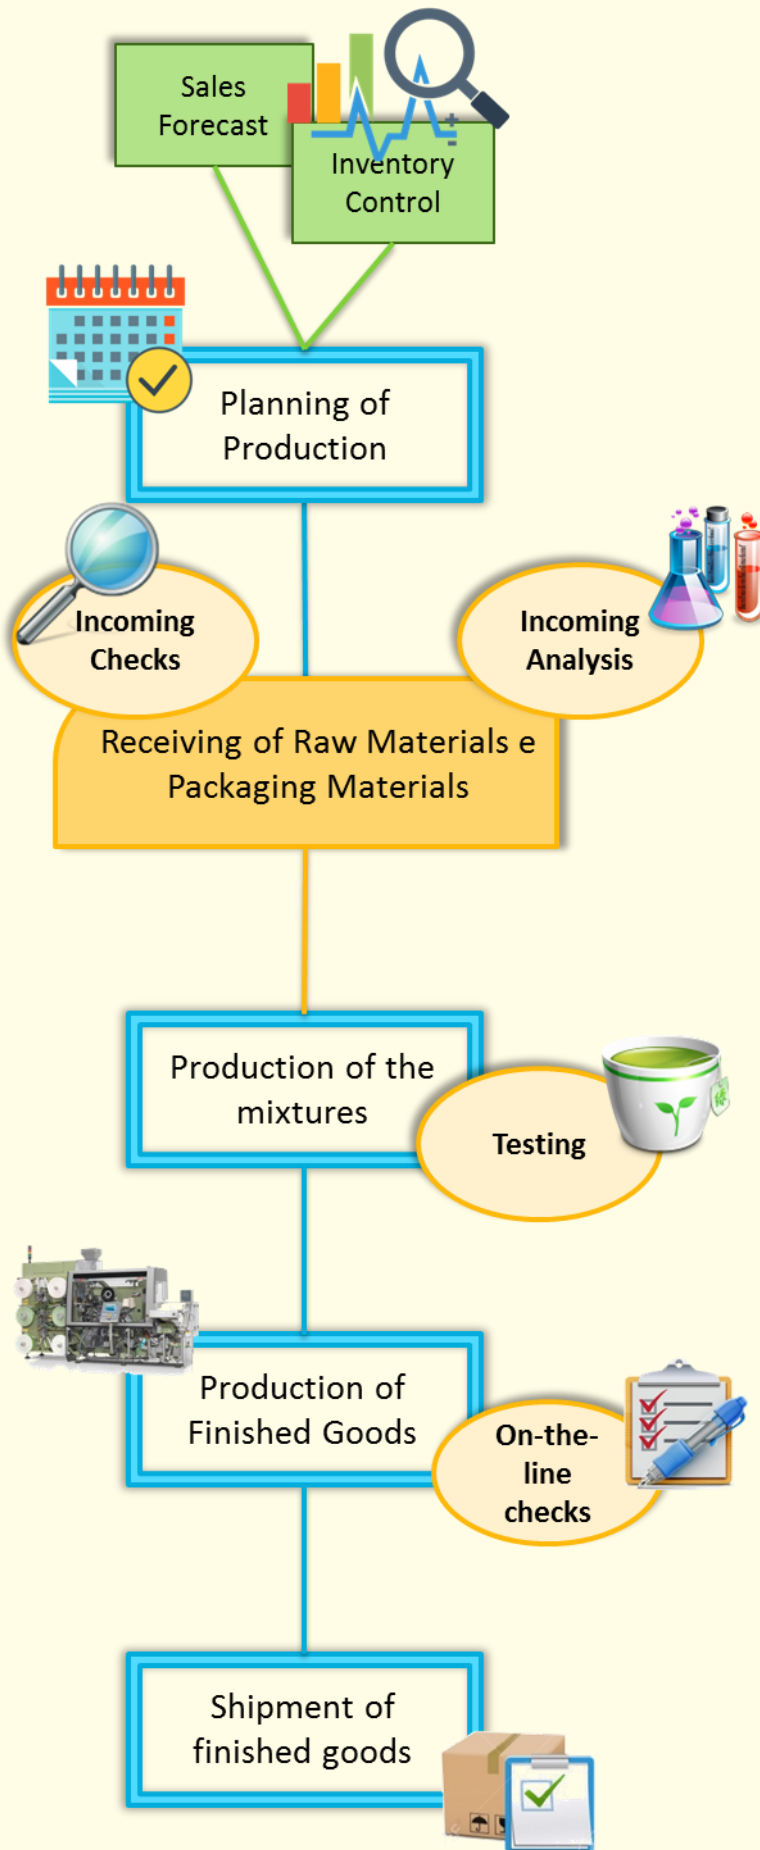 Sales
Forecast
Inventory
Control
Planning of
Production
Incoming
Checks
Incoming
Analysis
Receiving of Raw Materials e
Packaging Materials
Production of the
mixtures
Testing
Production of
Finished Goods
On-the-
line
checks
Shipment of
finished goods